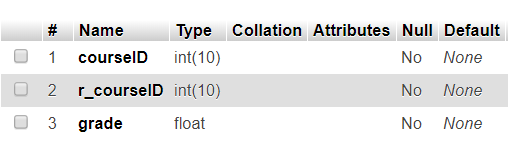 # Name Type Collation Attributes Null Default
1 courseID int(10) No None
2 r_courseID int(10) No None
3 grade float No None